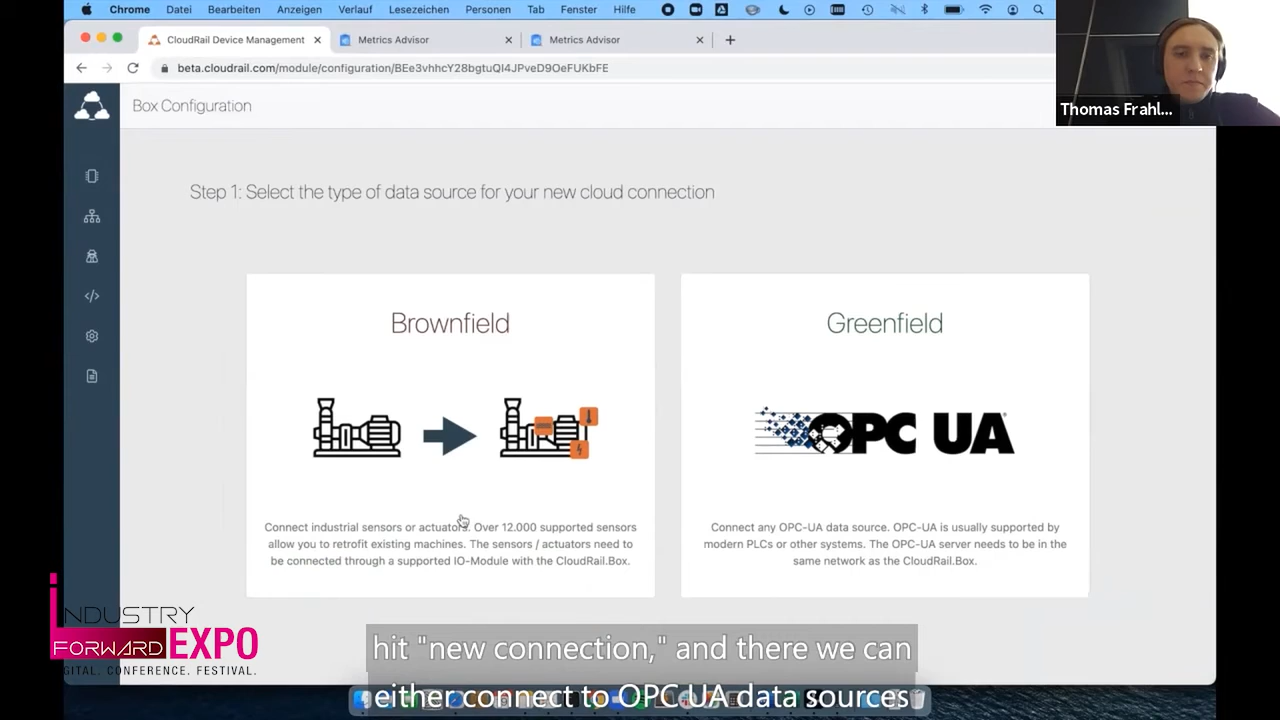 Chrome Datei Bearbeiten Anzeigen Verlauf Lesezeichen Personen Tab Fenster Hilfe
CloudRail Device Management
Metrics Advisor
Metrics Advisor
beta.cloudrail.com/module/configuration/BEe3vhhcY28bgtuQI4JPveD9OeFUKbFE
Thomas Frahl...
Box Configuration
Step 1: Select the type of data source for your new cloud connection
Brownfield
Connect industrial sensors or actuators. Over 12.000 supported sensors
allow you to retrofit existing machines. The sensors / actuators need to
be connected through a supported IO-Module with the CloudRail.Box.
Greenfield
OPC UA
Connect any OPC-UA data source. OPC-UA is usually supported by
modern PLCs or other systems. The OPC-UA server needs to be in the
same network as the CloudRail.Box.
INDUSTRY
FORWARD EXPO
IGITAL. CONFERENCE. FESTIVAL.
hit "new connection," and there we can
either connect to OPC UA data sources